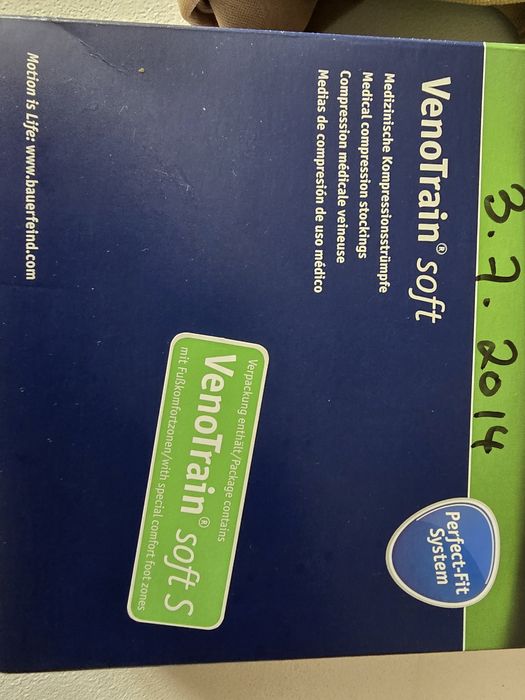 3.7.2014
VenoTrain® soft
Medizinische Kompressionsstrümpfe
Medical compression stockings
Compression médicale veineuse
Medias de compresión de uso médico
Perfect-Fit
System
Verpackung enthält/Package contains
VenoTrain® soft S
mit Fußkomfortzonen/with special comfort foot zones
Motion is Life: www.bauerfeind.com